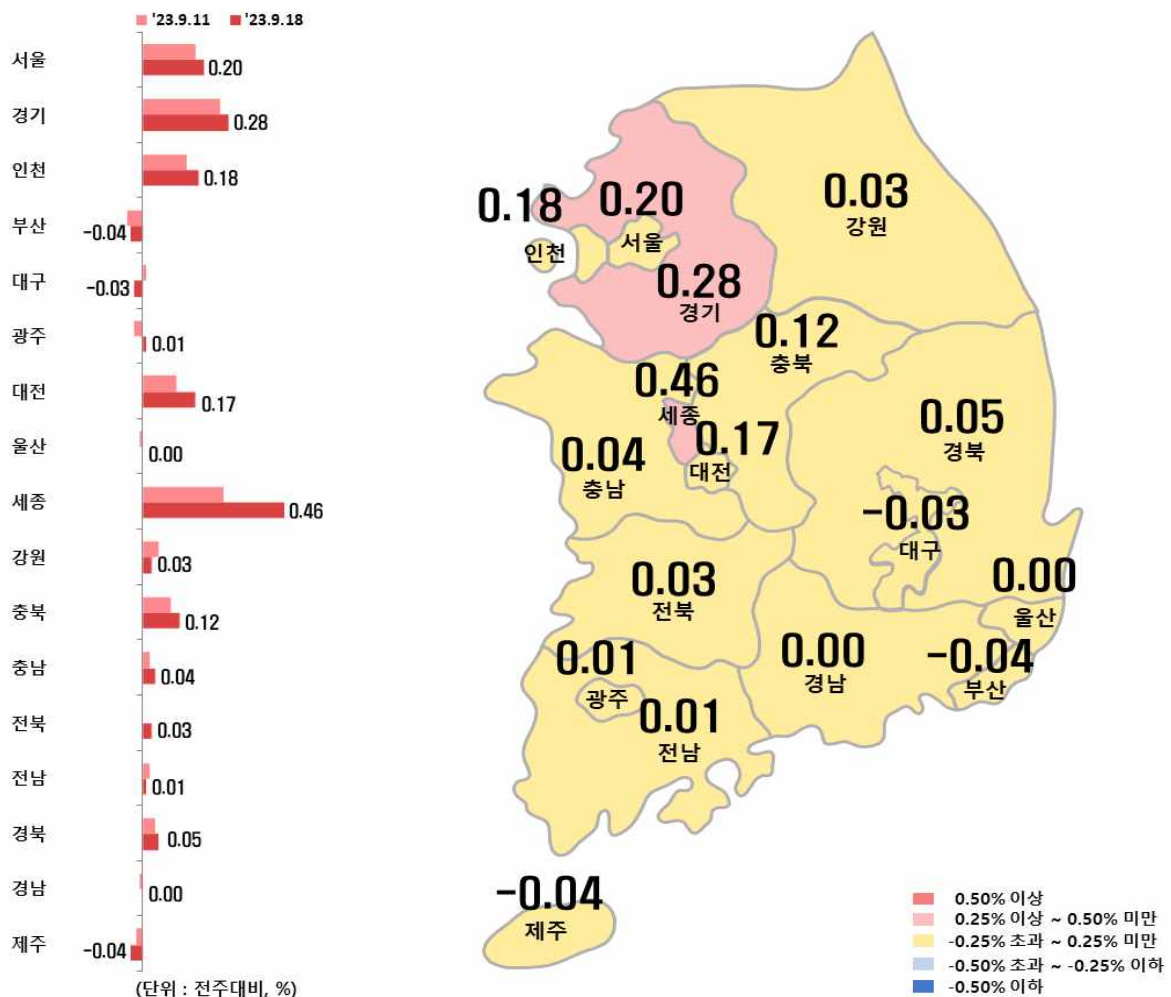 '23.9.11 '23.9.18
서울 0.20
경기 0.28
인천 0.18
부산 -0.04
대구 -0.03
광주 0.01
대전 0.17
울산 0.00
세종 0.46
강원 0.03
충북 0.12
충남 0.04
전북 0.03
전남 0.01
경북 0.05
경남 0.00
제주 -0.04
(단위 : 전주대비, %)
0.03
강원
0.18
인천
0.20
서울
0.28
경기
0.12
충북
0.46
세종
0.17
대전
0.04
충남
0.05
경북
-0.03
대구
0.00
울산
0.03
전북
0.00
경남
-0.04
부산
0.01
광주
0.01
전남
-0.04
제주
0.50% 이상
0.25% 이상 ~ 0.50% 미만
-0.25% 초과 ~ 0.25% 미만
-0.50% 초과 ~ -0.25% 이하
-0.50% 이하